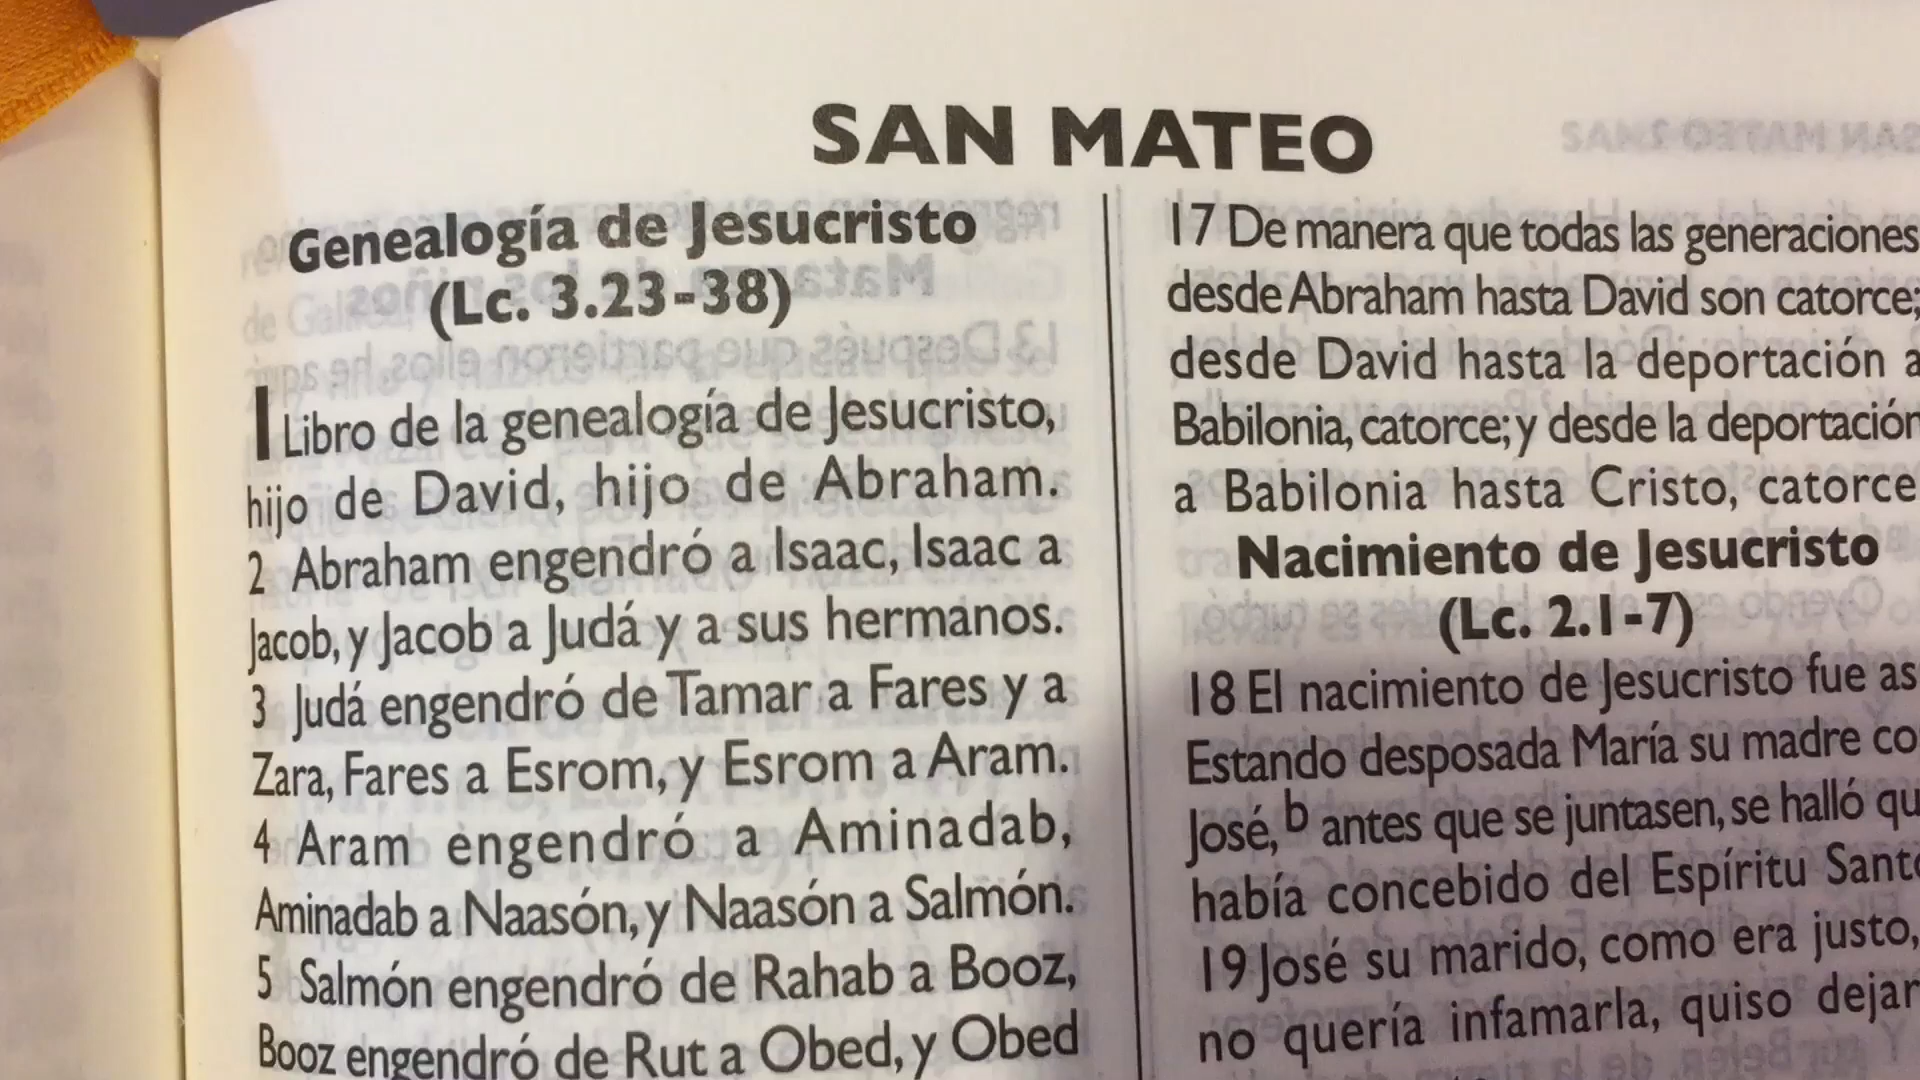 SAN MATEO
Genealogía de Jesucristo
(Lc. 3.23-38)
1 Libro de la genealogía de Jesucristo,
hijo de David, hijo de Abraham.
2 Abraham engendró a Isaac, Isaac a
Jacob, y Jacob a Judá y a sus hermanos.
3 Judá engendró de Tamar a Fares y a
Zara, Fares a Esrom, y Esrom a Aram.
4 Aram engendró a Aminadab,
Aminadab a Naasón, y Naasón a Salmón.
5 Salmón engendró de Rahab a Booz,
Booz engendró de Rut a Obed, y Obed
17 De manera que todas las generaciones
desde Abraham hasta David son catorce;
desde David hasta la deportación a
Babilonia, catorce; y desde la deportación
a Babilonia hasta Cristo, catorce
Nacimiento de Jesucristo
(Lc. 2.1-7)
18 El nacimiento de Jesucristo fue as
Estando desposada María su madre co
José,b antes que se juntasen, se halló qu
había concebido del Espíritu Santo
19 José su marido, como era justo,
no quería infamarla, quiso dejar